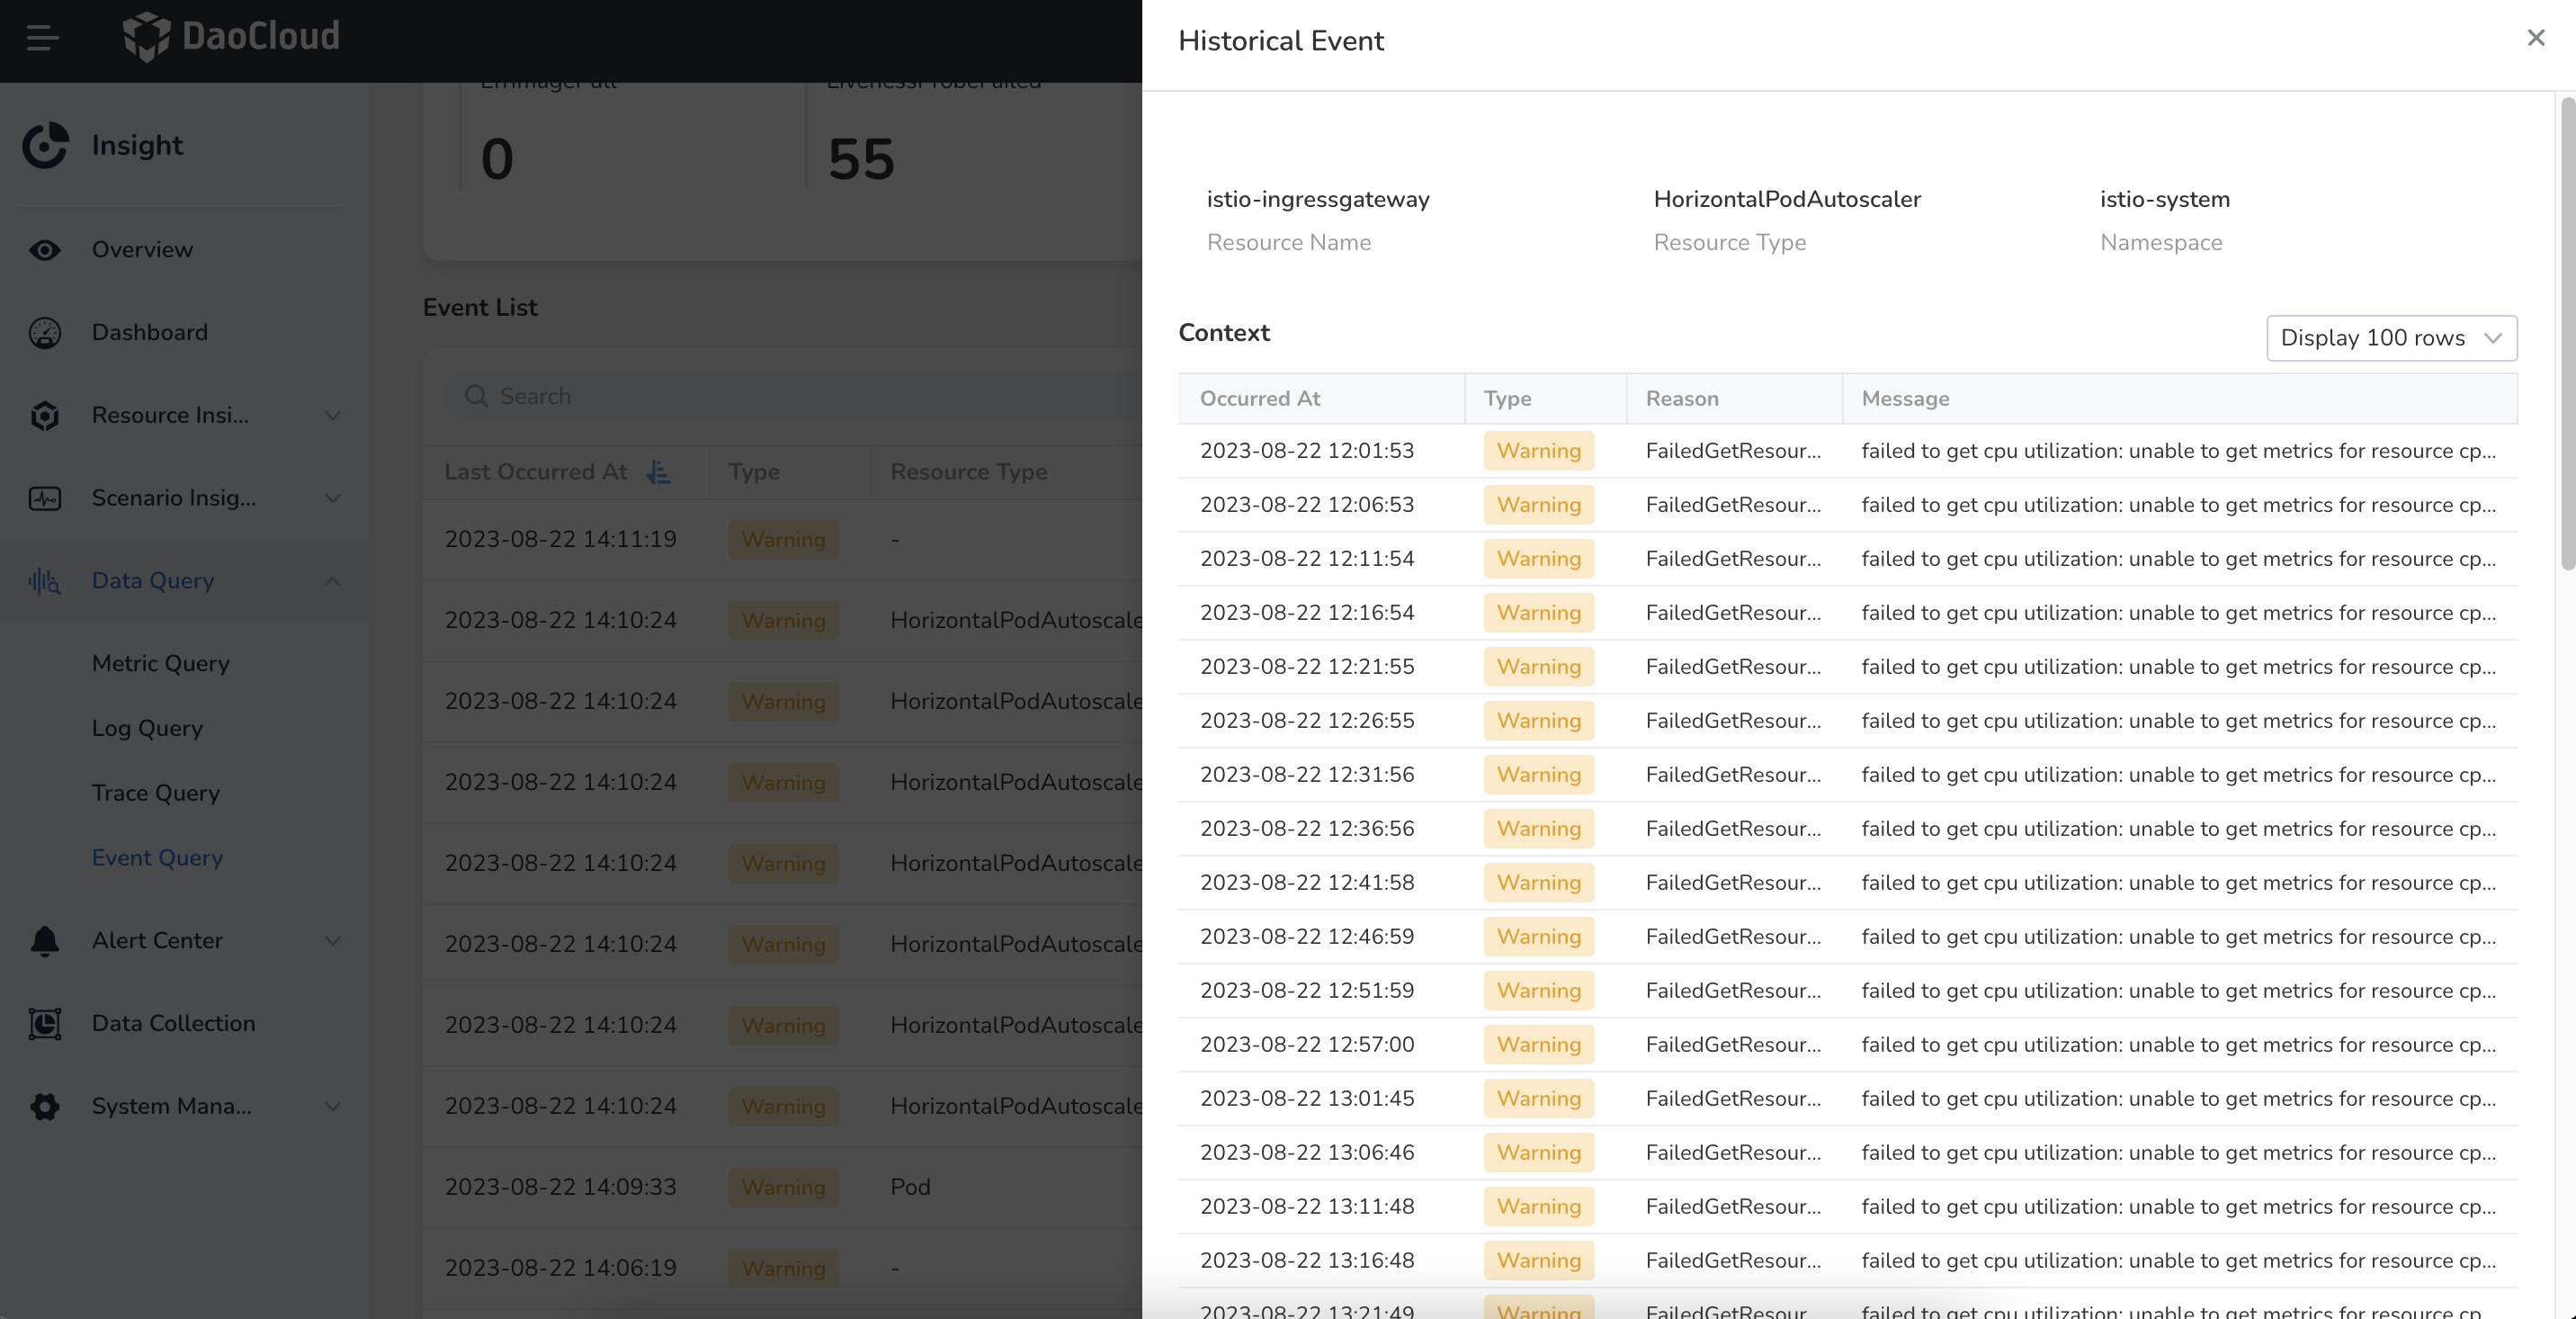 DaoCloud
Insight
Overview
Dashboard
Resource Insi...
Scenario Insig...
Data Query
Metric Query
Log Query
Trace Query
Event Query
Alert Center
Data Collection
System Mana...
0
55
Event List
Search
Last Occurred At Type Resource Type
2023-08-22 14:11:19 Warning -
2023-08-22 14:10:24 Warning HorizontalPodAutoscale
2023-08-22 14:10:24 Warning HorizontalPodAutoscale
2023-08-22 14:10:24 Warning HorizontalPodAutoscale
2023-08-22 14:10:24 Warning HorizontalPodAutoscale
2023-08-22 14:10:24 Warning HorizontalPodAutoscale
2023-08-22 14:10:24 Warning HorizontalPodAutoscale
2023-08-22 14:10:24 Warning HorizontalPodAutoscale
2023-08-22 14:09:33 Warning Pod
2023-08-22 14:06:19 Warning -
Historical Event
istio-ingressgateway HorizontalPodAutoscaler istio-system
Resource Name Resource Type Namespace
Context
Display 100 rows
Occurred At Type Reason Message
2023-08-22 12:01:53 Warning FailedGetResour... failed to get cpu utilization: unable to get metrics for resource cp...
2023-08-22 12:06:53 Warning FailedGetResour... failed to get cpu utilization: unable to get metrics for resource cp...
2023-08-22 12:11:54 Warning FailedGetResour... failed to get cpu utilization: unable to get metrics for resource cp...
2023-08-22 12:16:54 Warning FailedGetResour... failed to get cpu utilization: unable to get metrics for resource cp...
2023-08-22 12:21:55 Warning FailedGetResour... failed to get cpu utilization: unable to get metrics for resource cp...
2023-08-22 12:26:55 Warning FailedGetResour... failed to get cpu utilization: unable to get metrics for resource cp...
2023-08-22 12:31:56 Warning FailedGetResour... failed to get cpu utilization: unable to get metrics for resource cp...
2023-08-22 12:36:56 Warning FailedGetResour... failed to get cpu utilization: unable to get metrics for resource cp...
2023-08-22 12:41:58 Warning FailedGetResour... failed to get cpu utilization: unable to get metrics for resource cp...
2023-08-22 12:46:59 Warning FailedGetResour... failed to get cpu utilization: unable to get metrics for resource cp...
2023-08-22 12:51:59 Warning FailedGetResour... failed to get cpu utilization: unable to get metrics for resource cp...
2023-08-22 12:57:00 Warning FailedGetResour... failed to get cpu utilization: unable to get metrics for resource cp...
2023-08-22 13:01:45 Warning FailedGetResour... failed to get cpu utilization: unable to get metrics for resource cp...
2023-08-22 13:06:46 Warning FailedGetResour... failed to get cpu utilization: unable to get metrics for resource cp...
2023-08-22 13:11:48 Warning FailedGetResour... failed to get cpu utilization: unable to get metrics for resource cp...
2023-08-22 13:16:48 Warning FailedGetResour... failed to get cpu utilization: unable to get metrics for resource cp...
2023-08-22 13:21:49 Warning FailedGetResour failed to get cpu utilization: unable to get metrics for resource cp